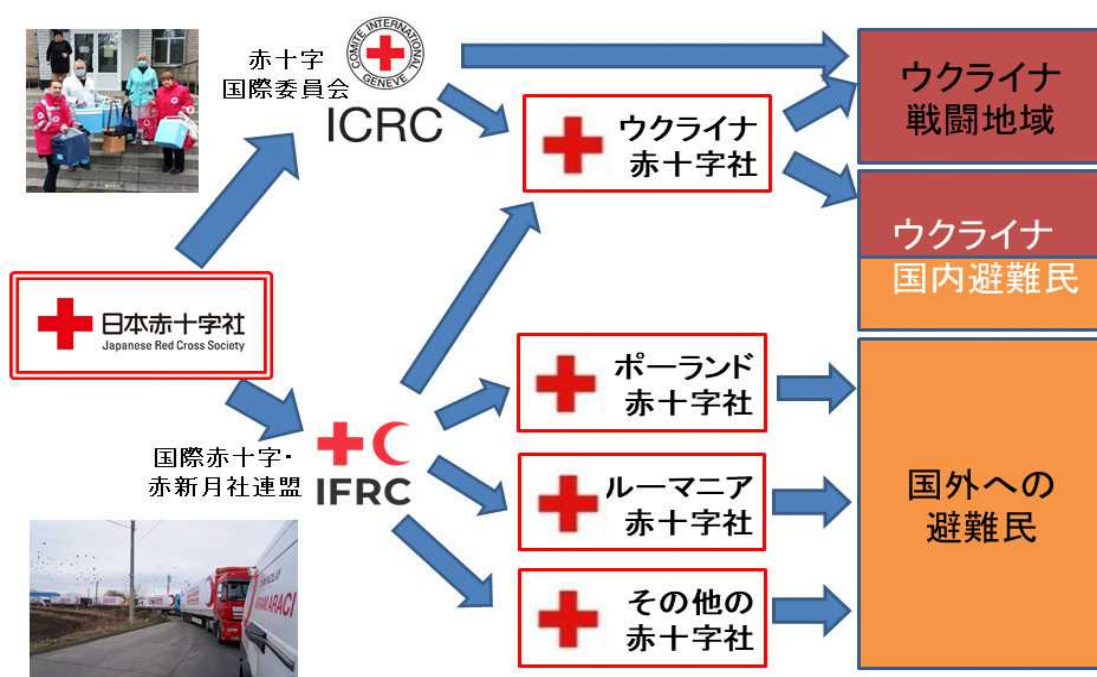 赤十字
国際委員会
COMITE INTERNATIONAL
GENEVE
ICRC
ウクライナ
赤十字社
ウクライナ
戦闘地域
ウクライナ
国内避難民
日本赤十字社
Japanese Red Cross Society
国際赤十字・
赤新月社連盟
IFRC
ポーランド
赤十字社
ルーマニア
赤十字社
その他の
赤十字社
国外への
避難民
ARACI